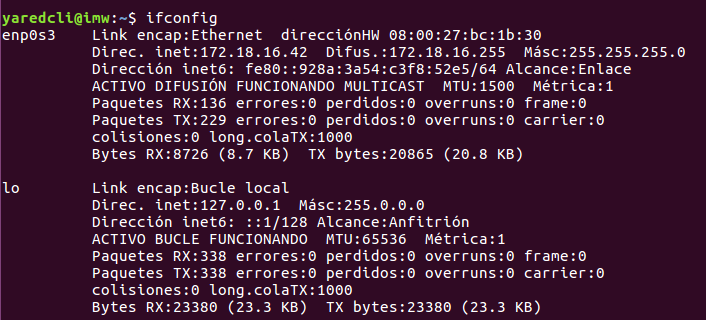 yaredcli@imw:~$ ifconfig
enp0s3    Link encap:Ethernet  direcciónHW 08:00:27:bc:1b:30
          Direc. inet:172.18.16.42  Difus.:172.18.16.255  Másc:255.255.255.0
          Dirección inet6: fe80::928a:3a54:c3f8:52e5/64 Alcance:Enlace
          ACTIVO DIFUSIÓN FUNCIONANDO MULTICAST  MTU:1500  Métrica:1
          Paquetes RX:136 errores:0 perdidos:0 overruns:0 frame:0
          Paquetes TX:229 errores:0 perdidos:0 overruns:0 carrier:0
          colisiones:0 long.colaTX:1000
          Bytes RX:8726 (8.7 KB)  TX bytes:20865 (20.8 KB)

lo        Link encap:Bucle local
          Direc. inet:127.0.0.1  Másc:255.0.0.0
          Dirección inet6: ::1/128 Alcance:Anfitrión
          ACTIVO BUCLE FUNCIONANDO  MTU:65536  Métrica:1
          Paquetes RX:338 errores:0 perdidos:0 overruns:0 frame:0
          Paquetes TX:338 errores:0 perdidos:0 overruns:0 carrier:0
          colisiones:0 long.colaTX:1000
          Bytes RX:23380 (23.3 KB)  TX bytes:23380 (23.3 KB)